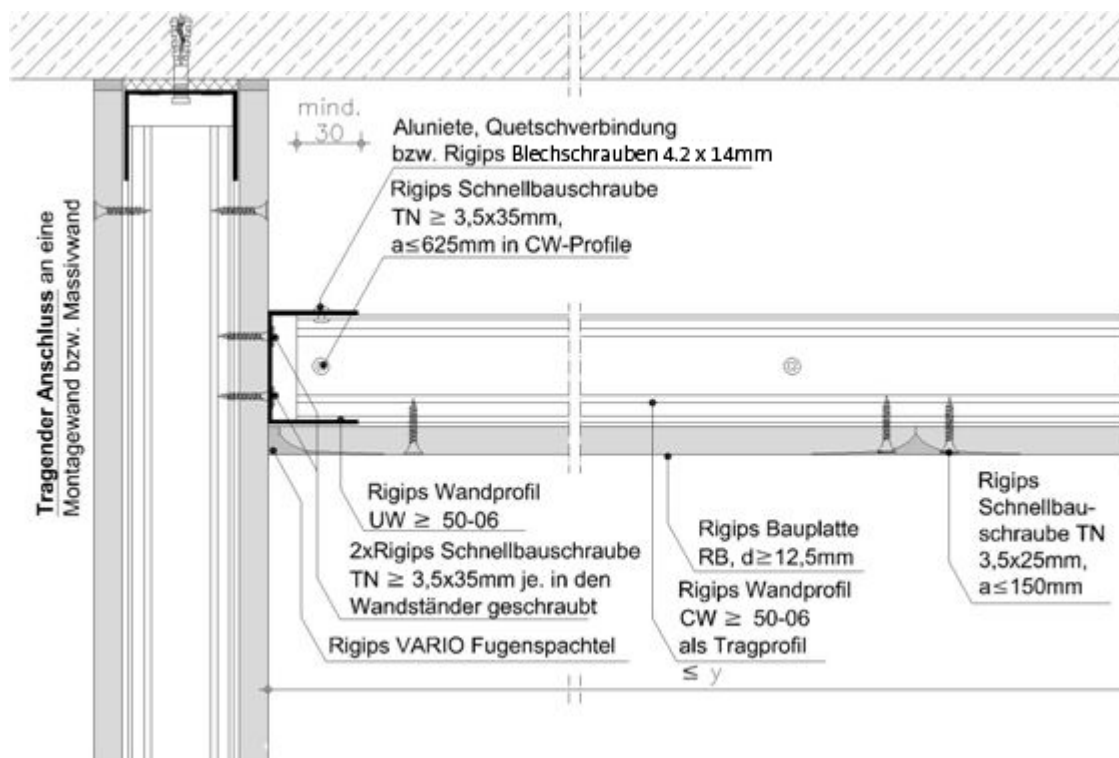 mind.
30
Aluniete, Quetschverbindung
bzw. Rigips Blechschrauben 4.2 x 14mm
Rigips Schnellbauschraube
TN ≥ 3,5x35mm,
a≤625mm in CW-Profile
Tragender Anschluss an eine
Montagewand bzw. Massivwand
Rigips Wandprofil
UW ≥ 50-06
2xRigips Schnellbauschraube
TN ≥ 3,5x35mm je. in den
Wandständer geschraubt
Rigips VARIO Fugenspachtel
Rigips Bauplatte
RB, d≥12,5mm
Rigips Wandprofil
CW ≥ 50-06
als Tragprofil
≤ y
Rigips
Schnellbau-
schraube TN
3,5x25mm,
a≤150mm